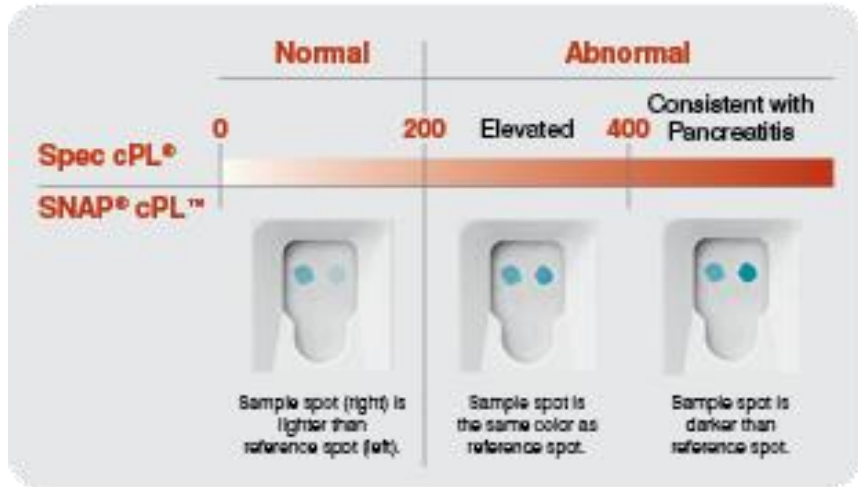 Normal
Abnormal
0
200
Elevated
400
Consistent with
Pancreatitis
Spec cPL®
SNAP® cPL™
Sample spot (right) is
lighter than
reference spot (left).
Sample spot is
the same color as
reference spot.
Sample spot is
darker than
reference spot.